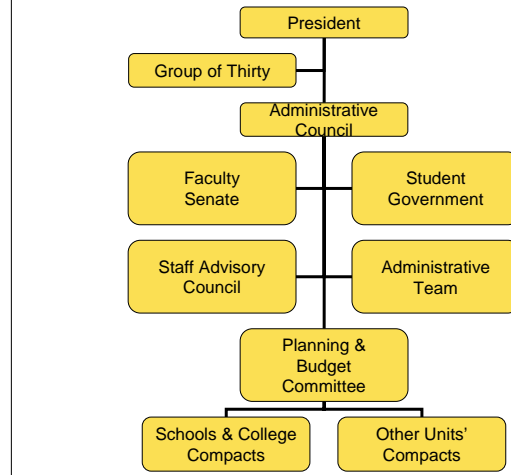 President
Group of Thirty
Administrative
Council
Faculty
Senate
Student
Government
Staff Advisory
Council
Administrative
Team
Planning &
Budget
Committee
Schools & College
Compacts
Other Units'
Compacts